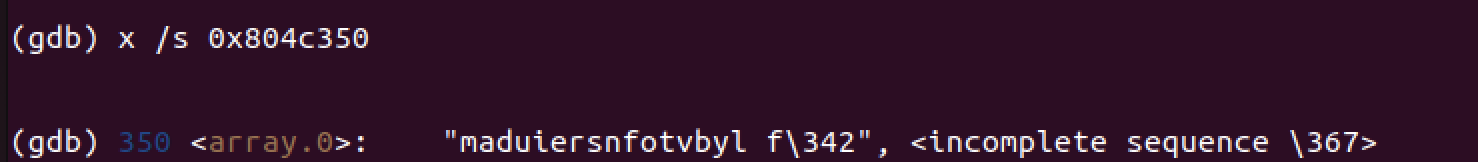 (gdb) x /s 0x804c350
(gdb) 350 <array.0>:    "maduiersnfotvbyl f\342", <incomplete sequence \367>